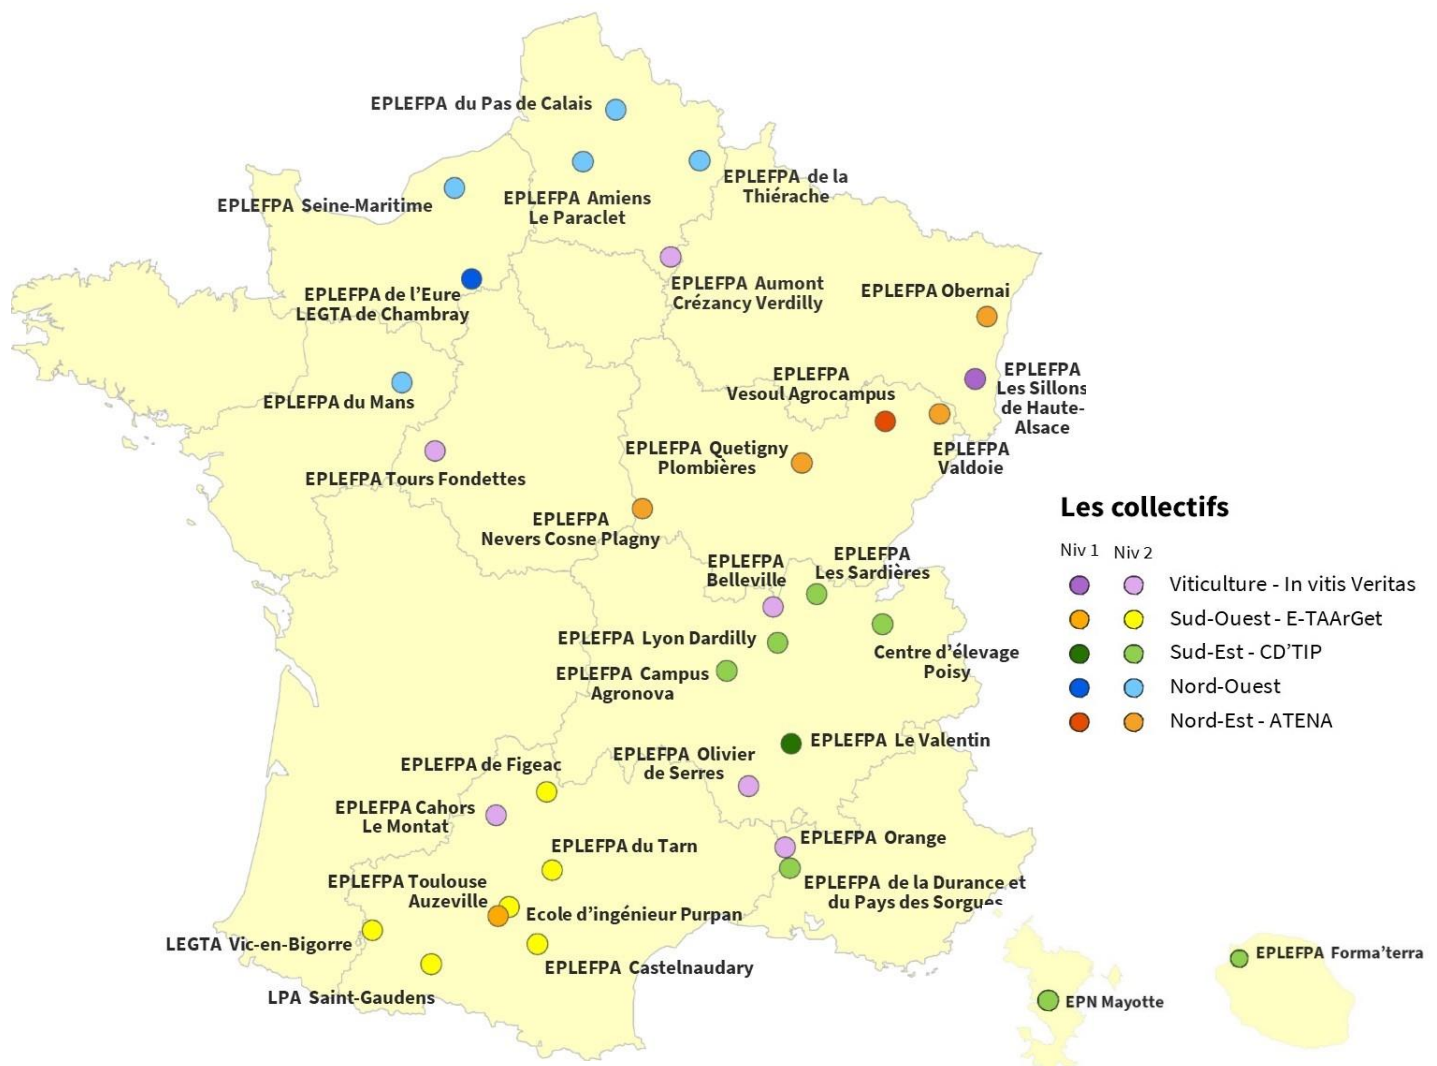 EPLEFPA du Pas de Calais
EPLEFPA de la
Thiérache
EPLEFPA Amiens
Le Paraclet
EPLEFPA Seine-Maritime
EPLEFPA Aumont
Crézancy Verdilly
EPLEFPA Obernai
EPLEFPA de l'Eure
LEGTA de Chambray
EPLEFPA
Les Sillons
de Haute-
Alsace
EPLEFPA
Vesoul Agrocampus
EPLEFPA du Mans
EPLEFPA Quetigny
Plombières
EPLEFPA
Valdoie
EPLEFPA Tours Fondettes
EPLEFPA
Nevers Cosne Plagny
EPLEFPA
Belleville
EPLEFPA
Les Sardières
EPLEFPA Lyon Dardilly
Centre d'élevage
Poisy
EPLEFPA Campus
Agronova
EPLEFPA Le Valentin
EPLEFPA Olivier
de Serres
EPLEFPA de Figeac
EPLEFPA Cahors
Le Montat
EPLEFPA Orange
EPLEFPA du Tarn
EPLEFPA Toulouse
Auzeville
EPLEFPA de la Durance et
du Pays des Sorgues
Ecole d'ingénieur Purpan
LEGTA Vic-en-Bigorre
EPLEFPA Castelnaudary
LPA Saint-Gaudens
Les collectifs
Niv 1 Niv 2
Viticulture - In vitis Veritas
Sud-Ouest - E-TAArGet
Sud-Est - CD'TIP
Nord-Ouest
Nord-Est - ATENA
EPLEFPA Forma'terra
EPN Mayotte